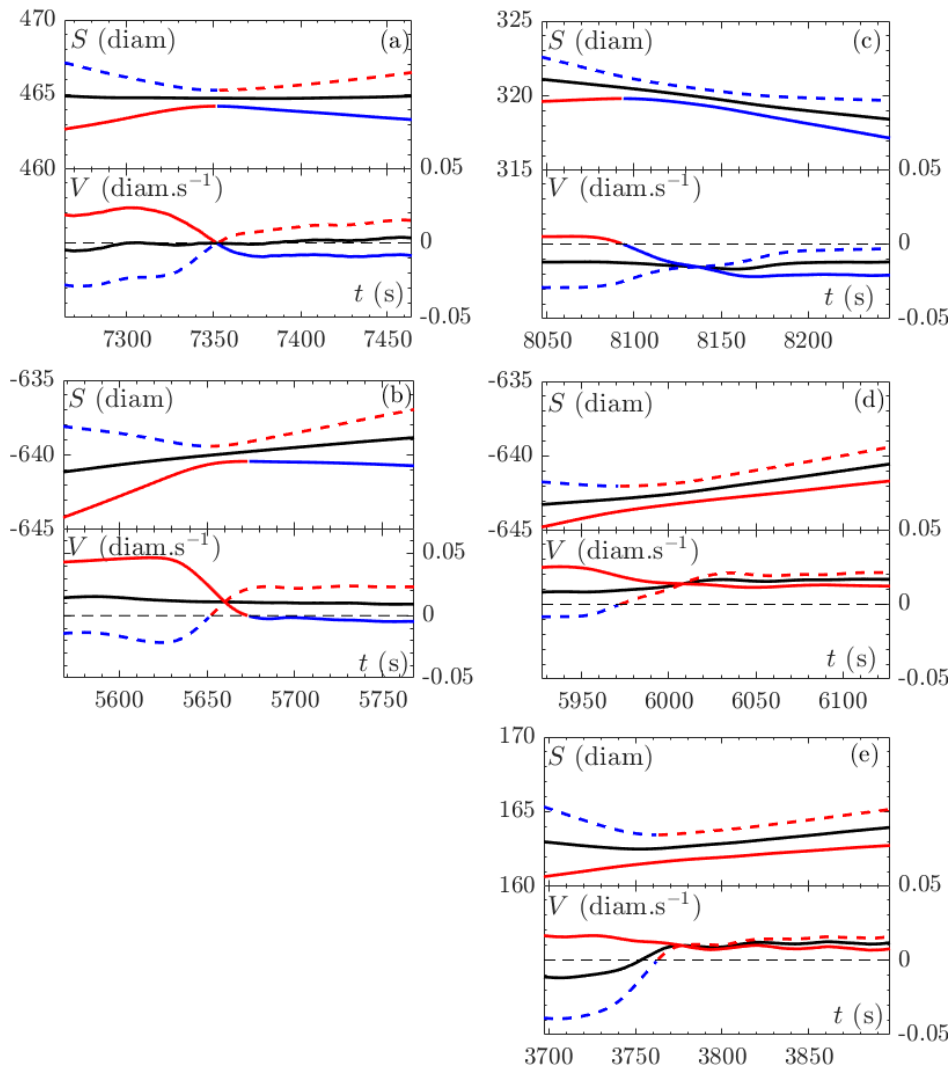 470
S (diam) (a)
465
460
0.05
V (diam.s⁻¹)
0
t (s)
-0.05
7300 7350 7400 7450
325
S (diam) (c)
320
315
0.05
V (diam.s⁻¹)
0
t (s)
-0.05
8050 8100 8150 8200
-635
S (diam) (b)
-640
-645
V (diam.s⁻¹)
0.05
0
t (s)
-0.05
5600 5650 5700 5750
-635
S (diam) (d)
-640
-645
0.05
V (diam.s⁻¹)
0
t (s)
-0.05
5950 6000 6050 6100
170
S (diam) (e)
165
160
0.05
V (diam.s⁻¹)
0
t (s)
-0.05
3700 3750 3800 3850